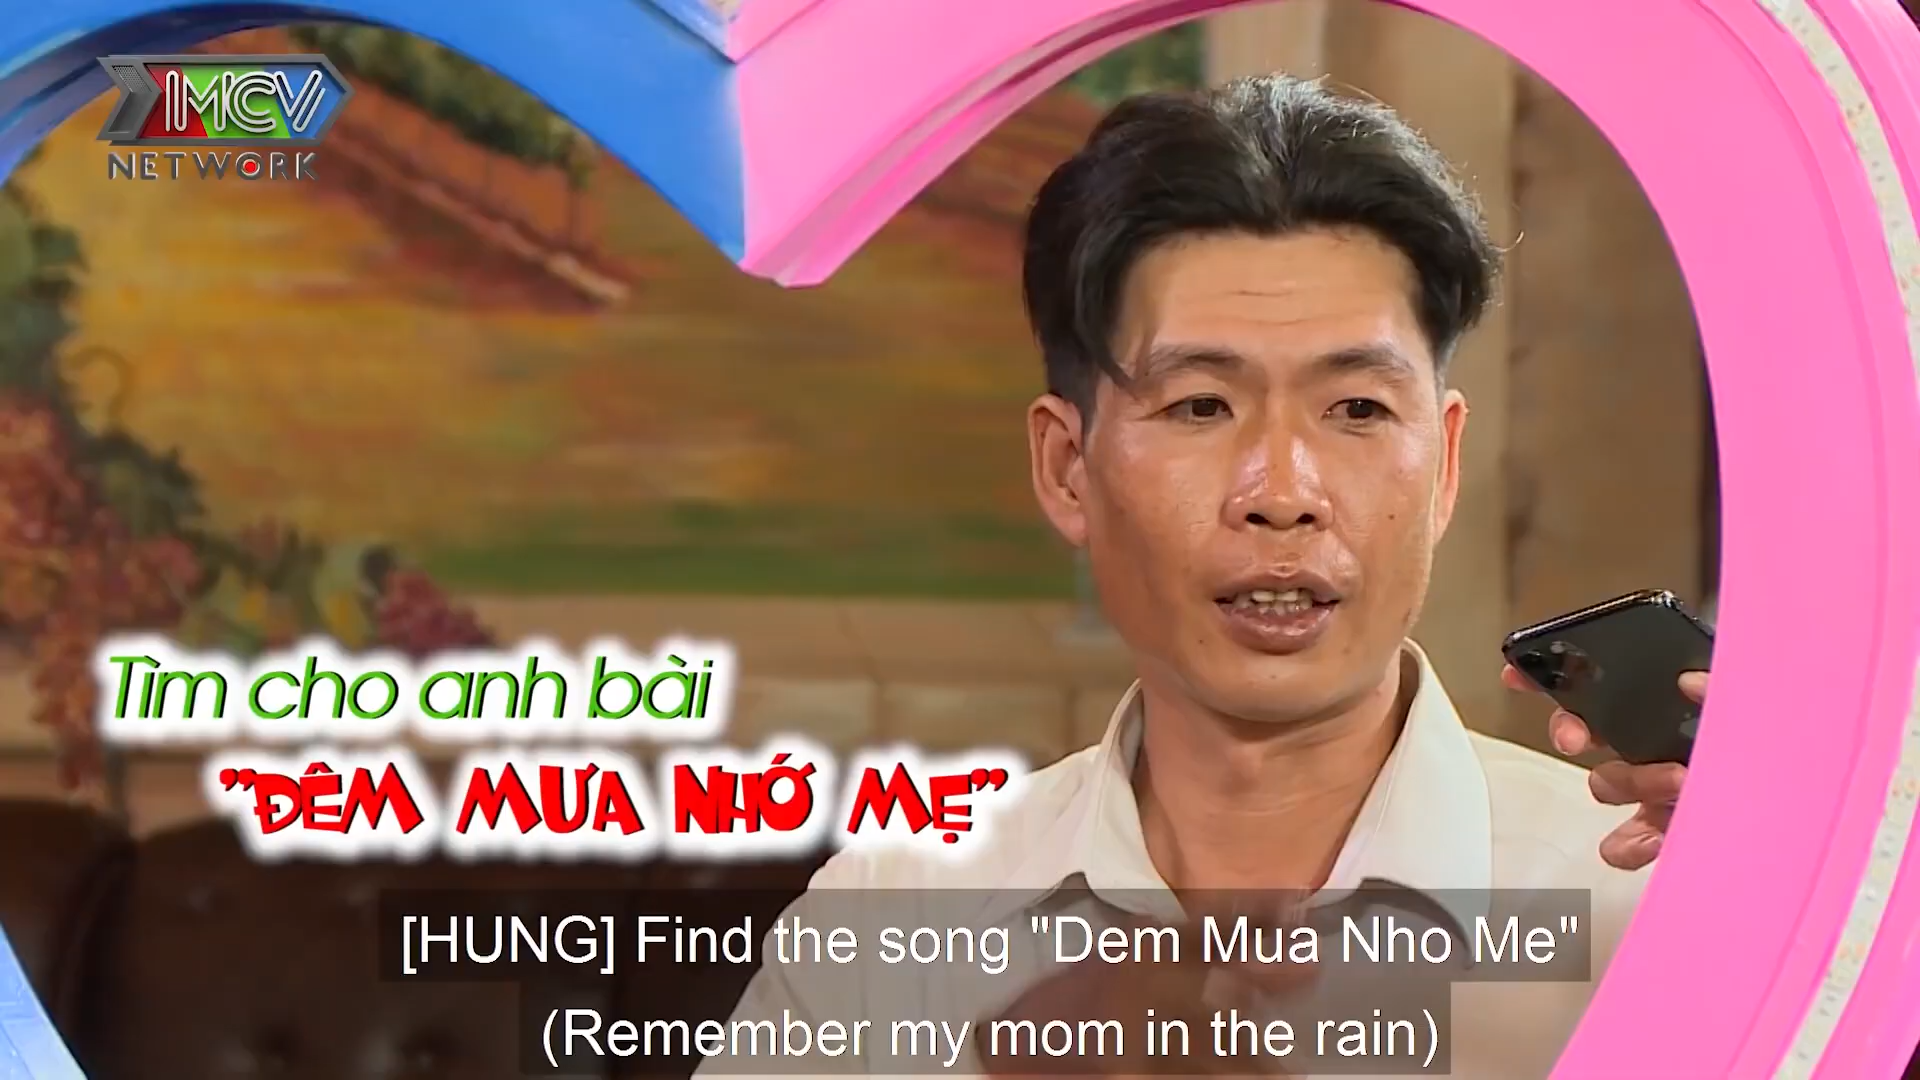 MCV
NETWORK
Tìm cho anh bài
"ĐÊM MƯA NHỚ MẸ"
[HUNG] Find the song "Dem Mua Nho Me"
(Remember my mom in the rain)